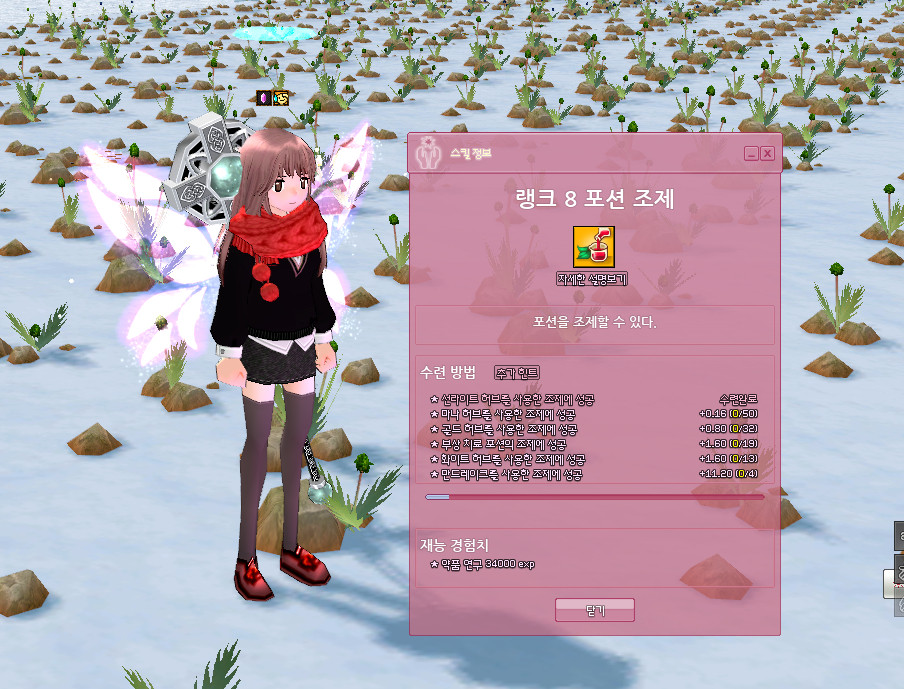 스킬 정보
랭크 8 포션 조제
자세한 설명보기
포션을 조제할 수 있다.
수련 방법 추가 힌트
★ 선라이트 허브를 사용한 조제에 성공 수련완료
★ 마나 허브를 사용한 조제에 성공 +0.16 (0/50)
★ 골드 허브를 사용한 조제에 성공 +0.80 (0/32)
★ 부상 치료 포션의 조제에 성공 +1.60 (0/19)
★ 화이트 허브를 사용한 조제에 성공 +1.60 (0/13)
★ 만드레이크를 사용한 조제에 성공 +11.20 (0/4)
재능 경험치
★ 약품 연구 34000 exp
닫기